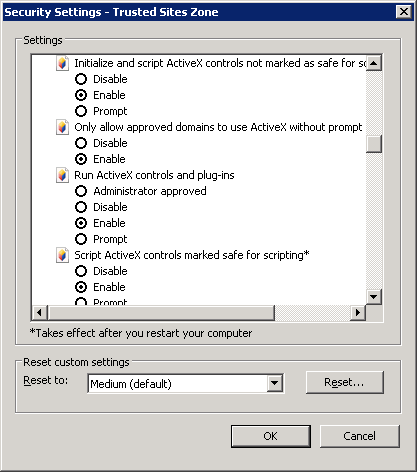 Security Settings - Trusted Sites Zone
Settings
Initialize and script ActiveX controls not marked as safe for
Disable
Enable
Prompt
Only allow approved domains to use ActiveX without prompt
Disable
Enable
Run ActiveX controls and plug-ins
Administrator approved
Disable
Enable
Prompt
Script ActiveX controls marked safe for scripting*
Disable
Enable
Prompt
*Takes effect after you restart your computer
Reset custom settings
Reset to:
Medium (default)
Reset...
OK
Cancel